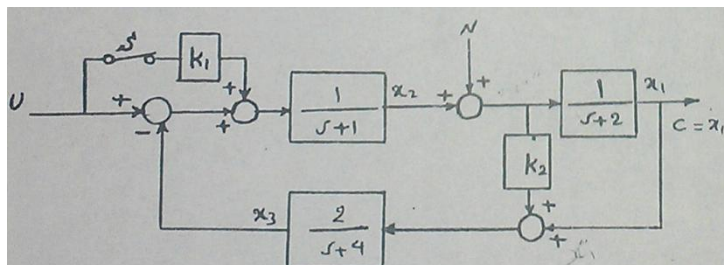 S
K₁
N
U
+
+
1
s+1
x₂
+
+
1
s+2
x₁
+
-
+
C = x₁
K₂
x₃
2
s+4
+
+